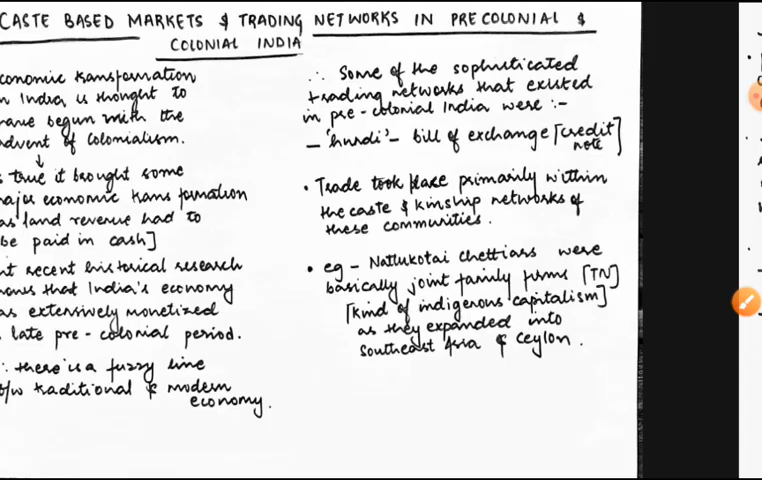 CASTE BASED MARKETS & TRADING NETWORKS IN PRECOLONIAL &
COLONIAL INDIA
conomic transformation
n India is thought to
have begun with the
advent of colonialism.
↓
s true it brought some
major economic transformation
as land revenue had to
be paid in cash]
ut recent historical research
hows that India's economy
as extensively monetized
late pre-colonial period.
∴ there is a fuzzy line
b/w traditional & modern
economy.
∴ Some of the sophisticated
trading networks that existed
in pre-colonial India were :-
- 'hundi' - bill of exchange [credit
note]
• Trade took place primarily within
the caste & kinship networks of
these communities.
• eg - Nattukotai Chettiars were
basically joint family firms [TN]
[kind of indigenous capitalism]
as they expanded into
Southeast Asia & Ceylon.